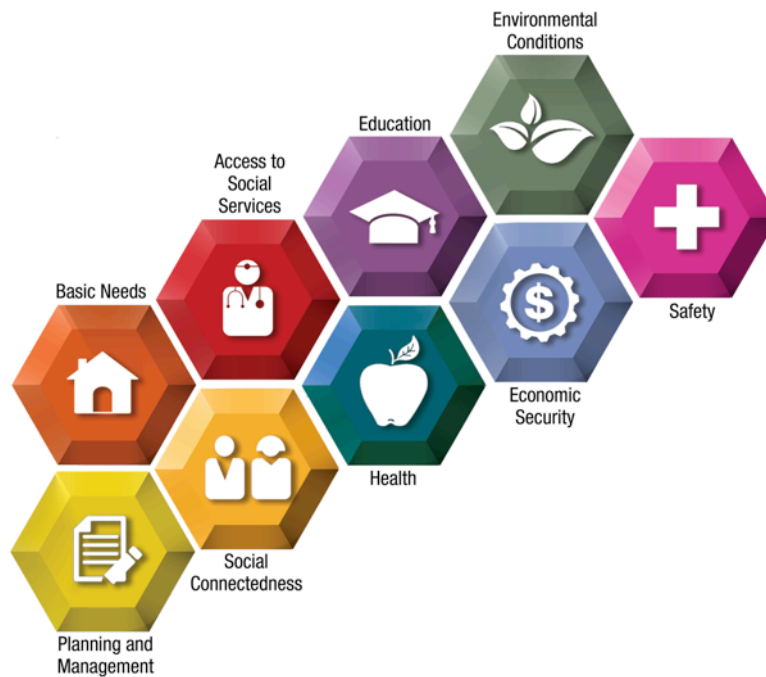 Environmental
Conditions
Education
Access to
Social
Services
Basic Needs
Safety
$
Economic
Security
Health
Social
Connectedness
Planning and
Management